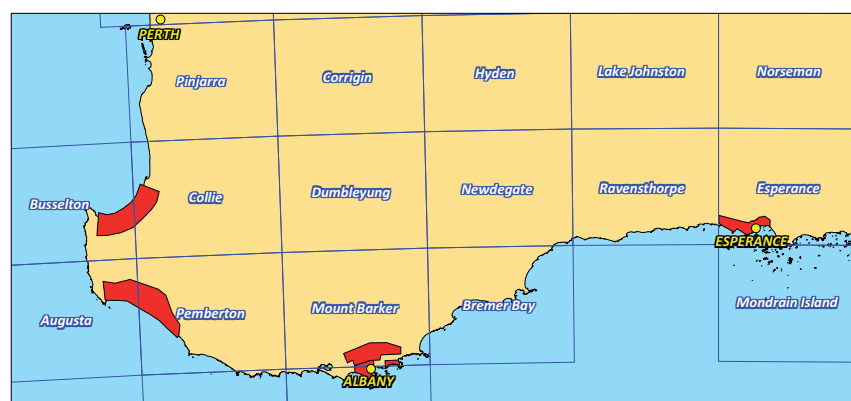 PERTH
Pinjarra
Corrigin
Hyden
Lake Johnston
Norseman
Busselton
Collie
Dumbleyung
Newdegate
Ravensthorpe
Esperance
ESPERANCE
Augusta
Pemberton
Mount Barker
Bremer Bay
Mondrain Island
ALBANY